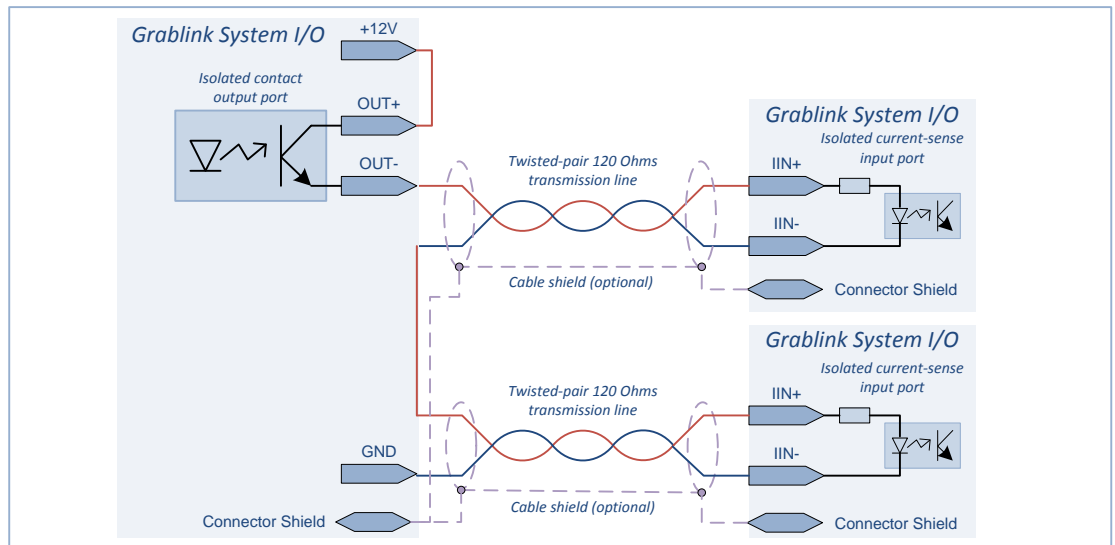 Grablink System I/O
+12V
Isolated contact
output port
OUT+
OUT-
Twisted-pair 120 Ohms
transmission line
Cable shield (optional)
Grablink System I/O
Isolated current-sense
input port
IIN+
IIN-
Connector Shield
Grablink System I/O
Isolated current-sense
input port
Twisted-pair 120 Ohms
transmission line
IIN+
IIN-
GND
Cable shield (optional)
Connector Shield
Connector Shield